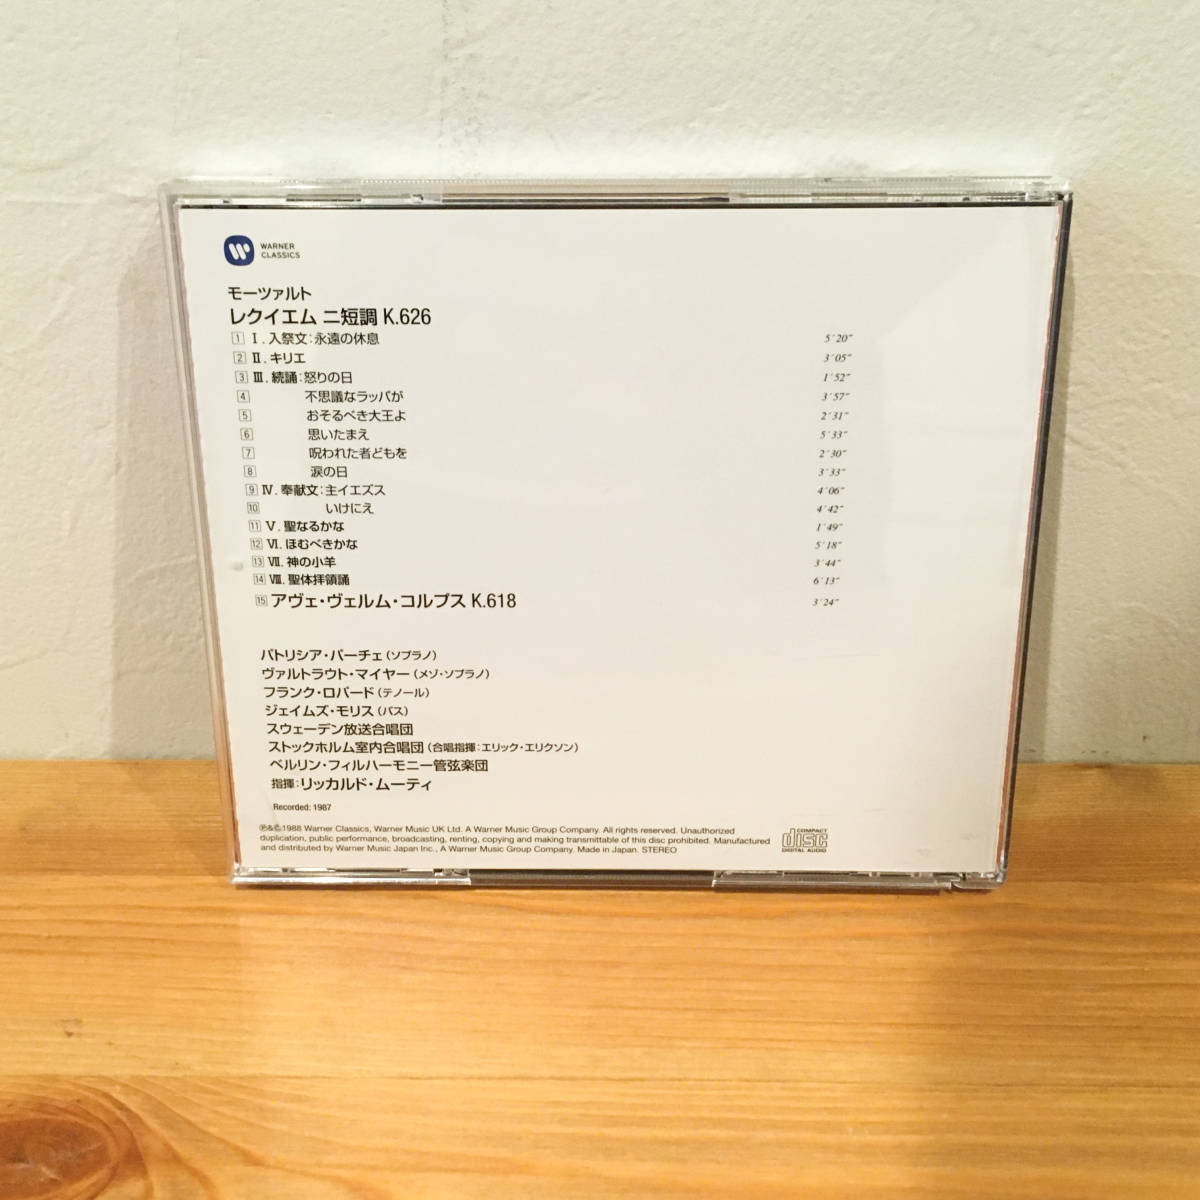 WARNER
CLASSICS
モーツァルト
レクイエム ニ短調 K.626
1 Ⅰ. 入祭文：永遠の休息 5´20˝
2 Ⅱ. キリエ 3´05˝
3 Ⅲ. 続誦：怒りの日 1´52˝
4 不思議なラッパが 3´57˝
5 おそるべき大王よ 2´31˝
6 思いたまえ 5´33˝
7 呪われた者どもを 2´30˝
8 涙の日 3´33˝
9 Ⅳ. 奉献文：主イエズス 4´06˝
10 いけにえ 4´42˝
11 Ⅴ. 聖なるかな 1´49˝
12 Ⅵ. ほむべきかな 5´18˝
13 Ⅶ. 神の小羊 3´44˝
14 Ⅷ. 聖体拝領誦 6´13˝
15 アヴェ・ヴェルム・コルプス K.618 3´24˝
パトリシア・パーチェ（ソプラノ）
ヴァルトラウト・マイヤー（メゾ・ソプラノ）
フランク・ロパード（テノール）
ジェイムズ・モリス（バス）
スウェーデン放送合唱団
ストックホルム室内合唱団（合唱指揮：エリック・エリクソン）
ベルリン・フィルハーモニー管弦楽団
指揮：リッカルド・ムーティ
Recorded: 1987
℗&©1988 Warner Classics, Warner Music UK Ltd. A Warner Music Group Company. All rights reserved. Unauthorized
duplication, public performance, broadcasting, renting, copying and making transmittable of this disc prohibited. Manufactured
and distributed by Warner Music Japan Inc., A Warner Music Group Company. Made in Japan. STEREO
COMPACT
disc
DIGITAL AUDIO